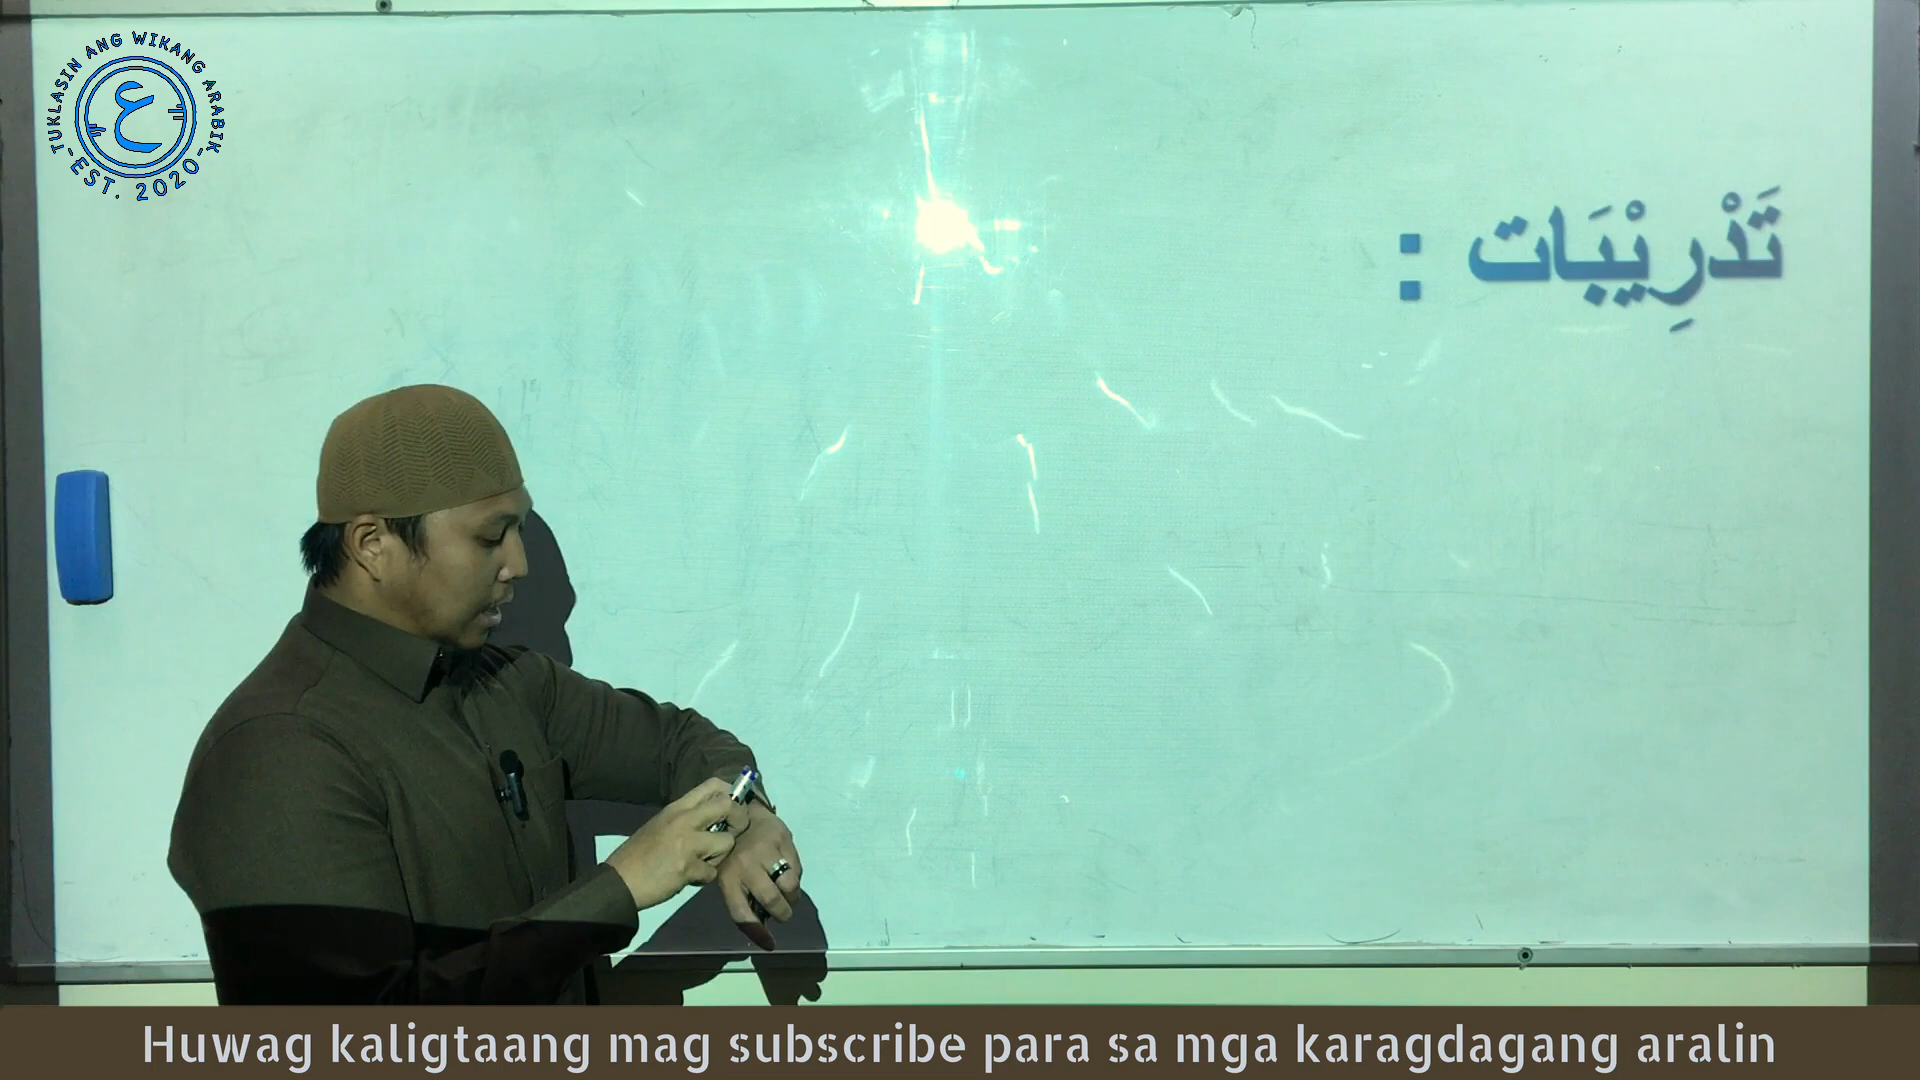 TUKLASIN ANG WIKANG ARABIK
ع
-EST. 2020-
تَدْرِيْبَات :
Huwag kaligtaang mag subscribe para sa mga karagdagang aralin